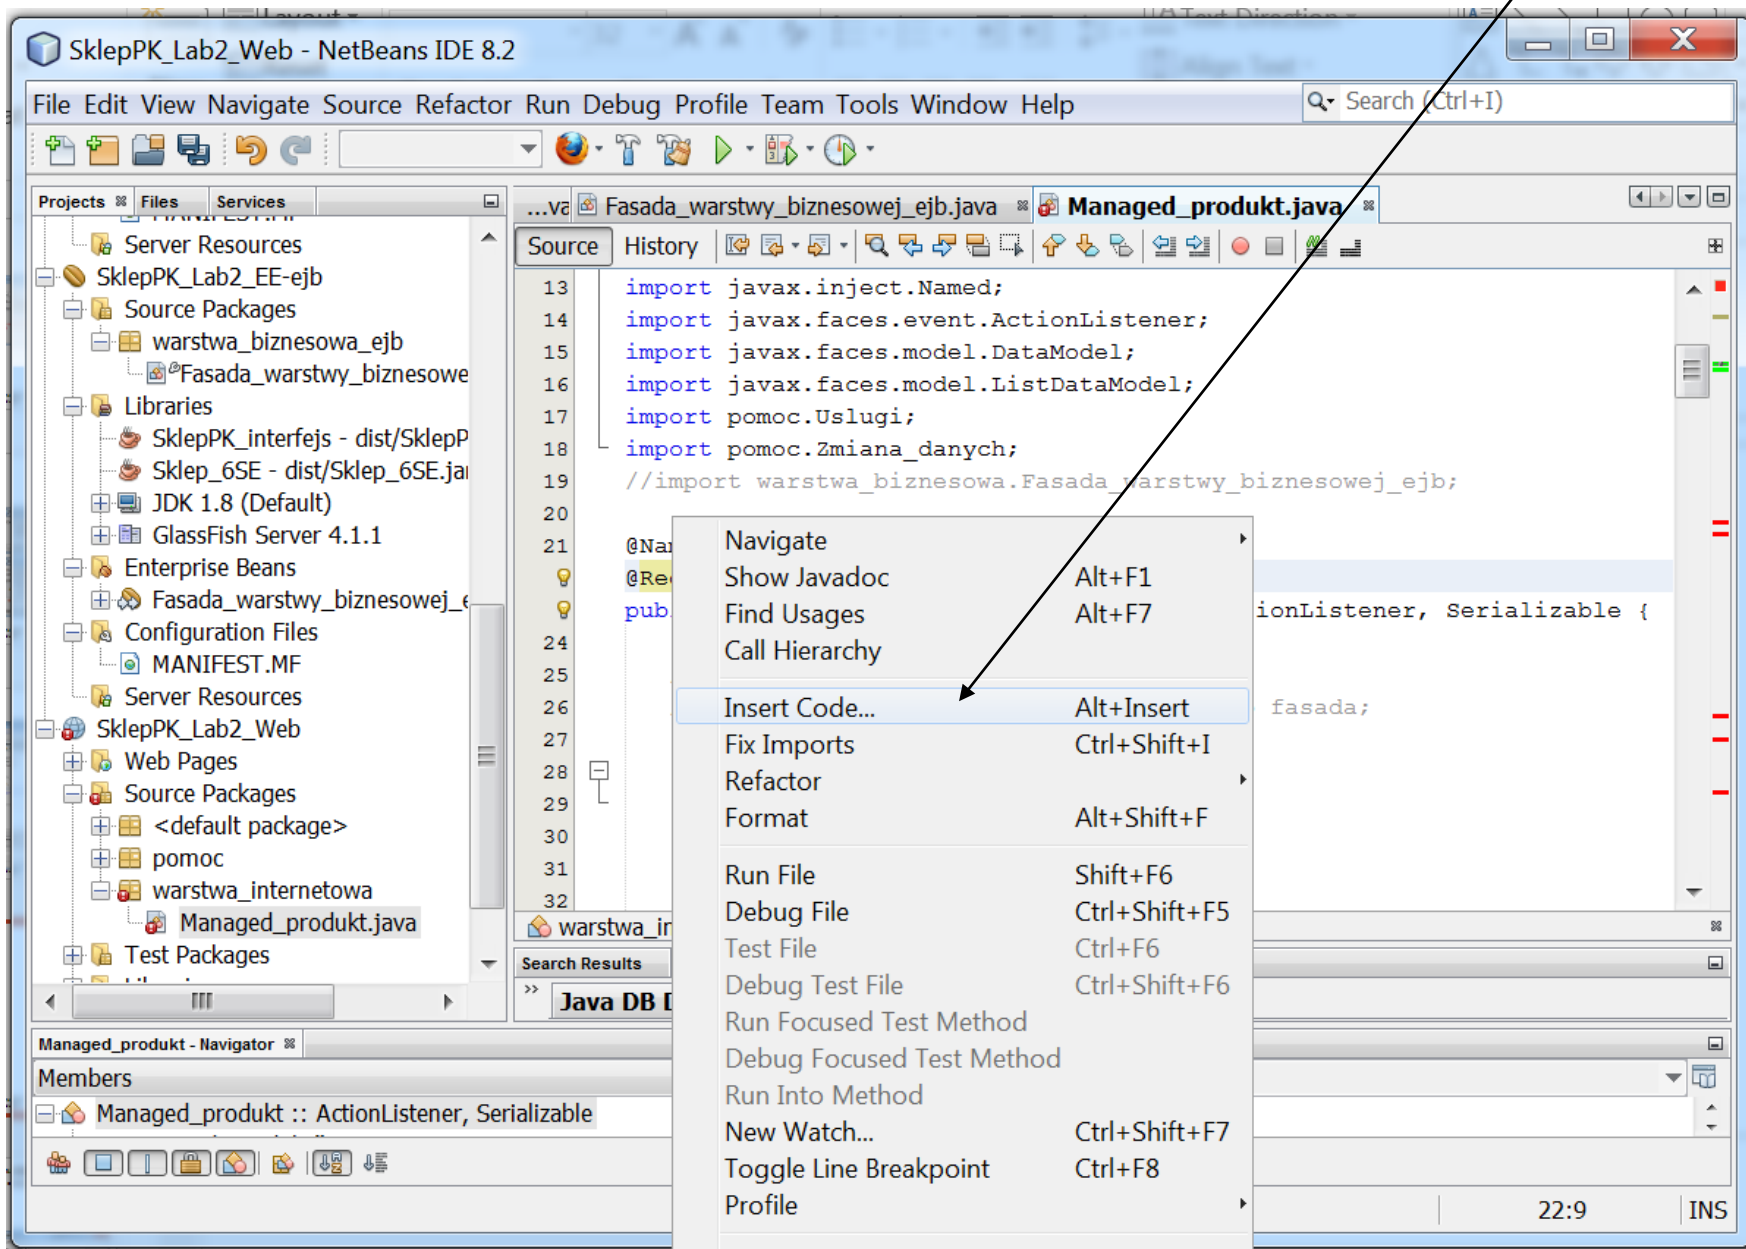 SklepPK_Lab2_Web - NetBeans IDE 8.2
File Edit View Navigate Source Refactor Run Debug Profile Team Tools Window Help
Search (Ctrl+I)
Projects Files Services
MANIFEST.MF
Server Resources
SklepPK_Lab2_EE-ejb
Source Packages
warstwa_biznesowa_ejb
Fasada_warstwy_biznesowe
Libraries
SklepPK_interfejs - dist/SklepP
Sklep_6SE - dist/Sklep_6SE.ja
JDK 1.8 (Default)
GlassFish Server 4.1.1
Enterprise Beans
Fasada_warstwy_biznesowej_e
Configuration Files
MANIFEST.MF
Server Resources
SklepPK_Lab2_Web
Web Pages
Source Packages
<default package>
pomoc
warstwa_internetowa
Managed_produkt.java
Test Packages
...va Fasada_warstwy_biznesowej_ejb.java Managed_produkt.java
Source History
13 import javax.inject.Named;
14 import javax.faces.event.ActionListener;
15 import javax.faces.model.DataModel;
16 import javax.faces.model.ListDataModel;
17 import pomoc.Uslugi;
18 import pomoc.Zmiana_danych;
19 //import warstwa_biznesowa.Fasada_warstwy_biznesowej_ejb;
20
21 @Na
@Re
pub ionListener, Serializable {
24
25
26 fasada;
27
28
29
30
31
32
Navigate
Show Javadoc Alt+F1
Find Usages Alt+F7
Call Hierarchy
Insert Code... Alt+Insert
Fix Imports Ctrl+Shift+I
Refactor
Format Alt+Shift+F
Run File Shift+F6
Debug File Ctrl+Shift+F5
Test File Ctrl+F6
Debug Test File Ctrl+Shift+F6
Run Focused Test Method
Debug Focused Test Method
Run Into Method
New Watch... Ctrl+Shift+F7
Toggle Line Breakpoint Ctrl+F8
Profile
warstwa_in
Search Results
Java DB D
Managed_produkt - Navigator
Members
Managed_produkt :: ActionListener, Serializable
22:9 INS